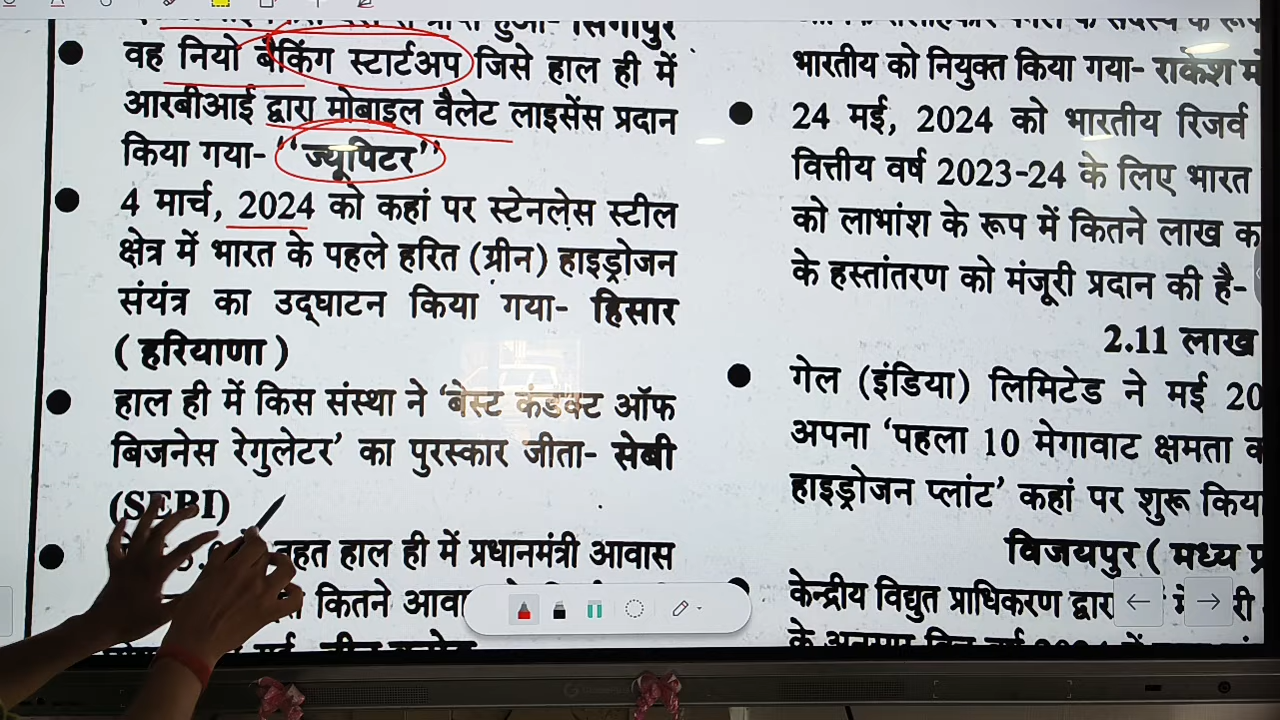 हुआ- सिंगापुर
वह नियो बैंकिंग स्टार्टअप जिसे हाल ही में
आरबीआई द्वारा मोबाइल वैलेट लाइसेंस प्रदान
किया गया- ‘‘ज्यूपिटर’’
4 मार्च, 2024 को कहां पर स्टेनलेस स्टील
क्षेत्र में भारत के पहले हरित (ग्रीन) हाइड्रोजन
संयंत्र का उद्घाटन किया गया- हिसार
(हरियाणा)
हाल ही में किस संस्था ने ‘बेस्ट कंडक्ट ऑफ
बिजनेस रेगुलेटर’ का पुरस्कार जीता- सेबी
(SEBI)
तहत हाल ही में प्रधानमंत्री आवास
कितने
के सदस्य के
भारतीय को नियुक्त किया गया- राकेश
24 मई, 2024 को भारतीय रिजर्व
वित्तीय वर्ष 2023-24 के लिए भारत
को लाभांश के रूप में कितने लाख
के हस्तांतरण को मंजूरी प्रदान की है-
2.11 लाख
गेल (इंडिया) लिमिटेड ने मई 20
अपना ‘पहला 10 मेगावाट क्षमता
हाइड्रोजन प्लांट’ कहां पर शुरू किया
विजयपुर (मध्य
केन्द्रीय विद्युत प्राधिकरण
के अनुसार